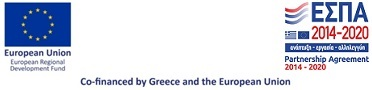 European Union
European Regional
Development Fund
ΕΣΠΑ
2014-2020
ανάπτυξη - εργασία - αλληλεγγύη
Partnership Agreement
2014 - 2020
Co-financed by Greece and the European Union